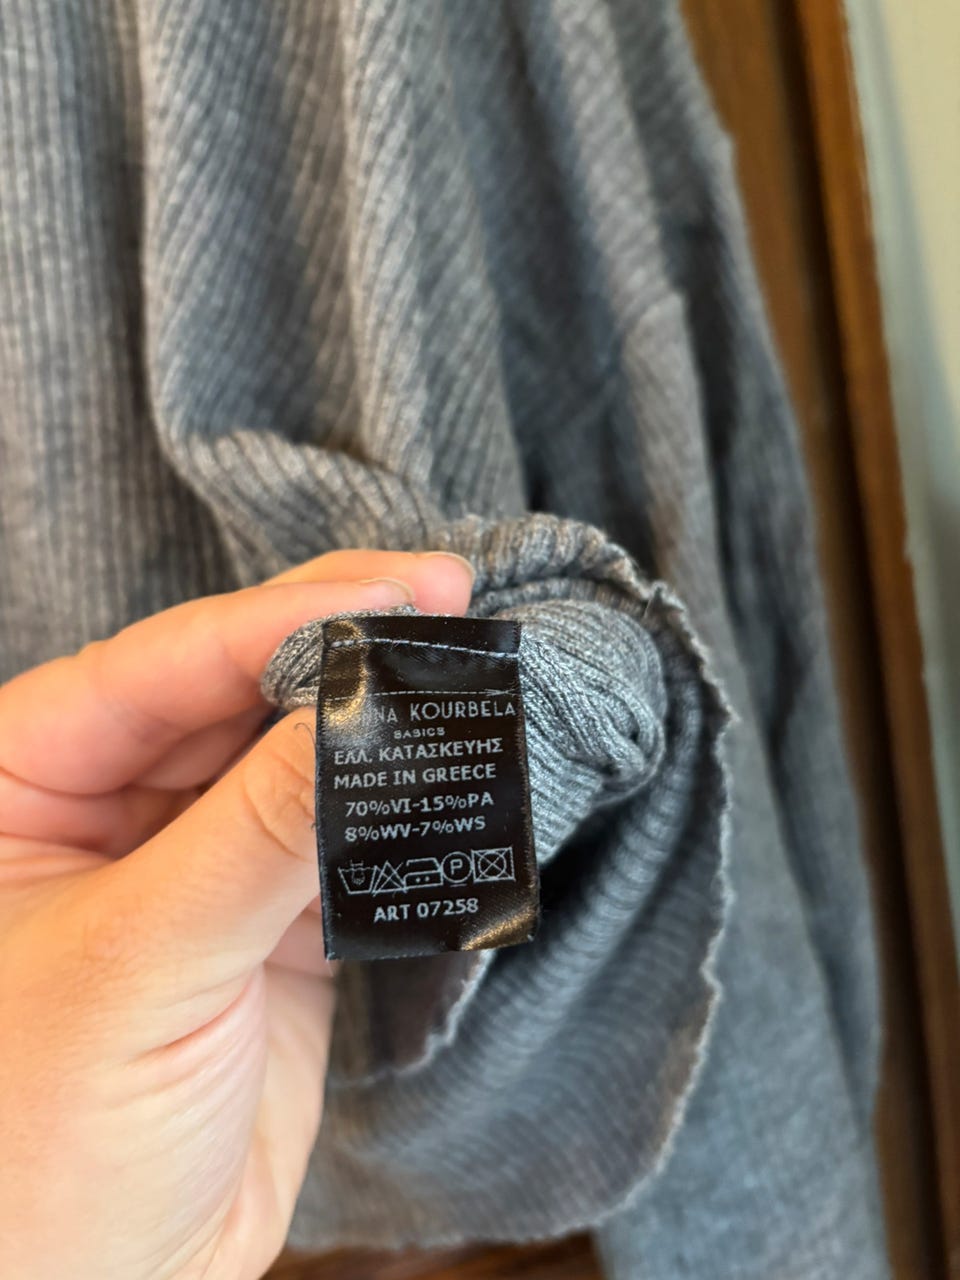 NA KOURBELA
BASICS
ΕΛΛ. ΚΑΤΑΣΚΕΥΗΣ
MADE IN GREECE
70%VI-15%PA
8%WV-7%WS
P
ART 07258